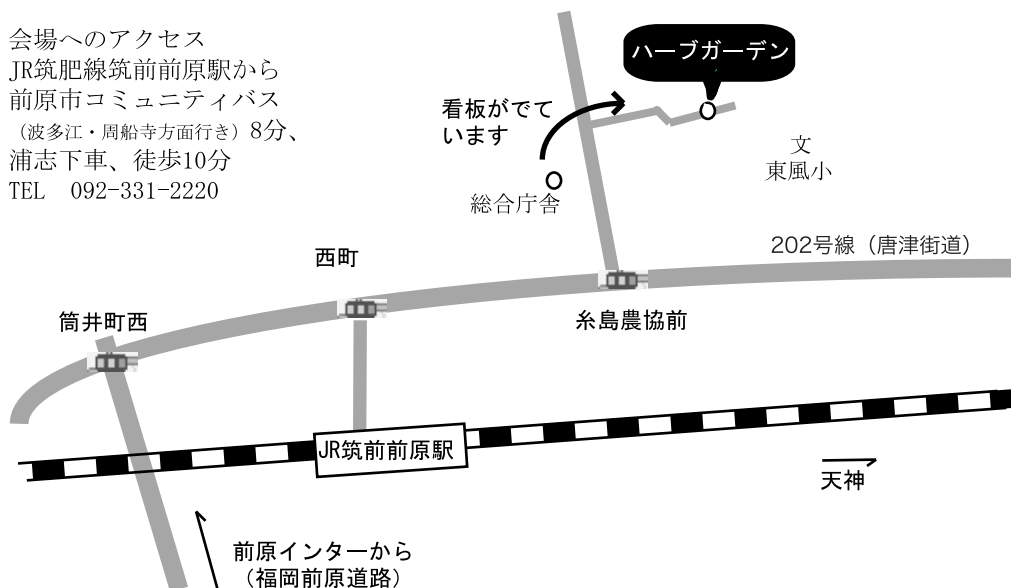 会場へのアクセス
JR筑肥線筑前前原駅から
前原市コミュニティバス
（波多江・周船寺方面行き）8分、
浦志下車、徒歩10分
TEL　092-331-2220
ハーブガーデン
看板がでて
います
文
東風小
総合庁舎
202号線（唐津街道）
西町
筒井町西
糸島農協前
JR筑前前原駅
天神
前原インターから
（福岡前原道路）